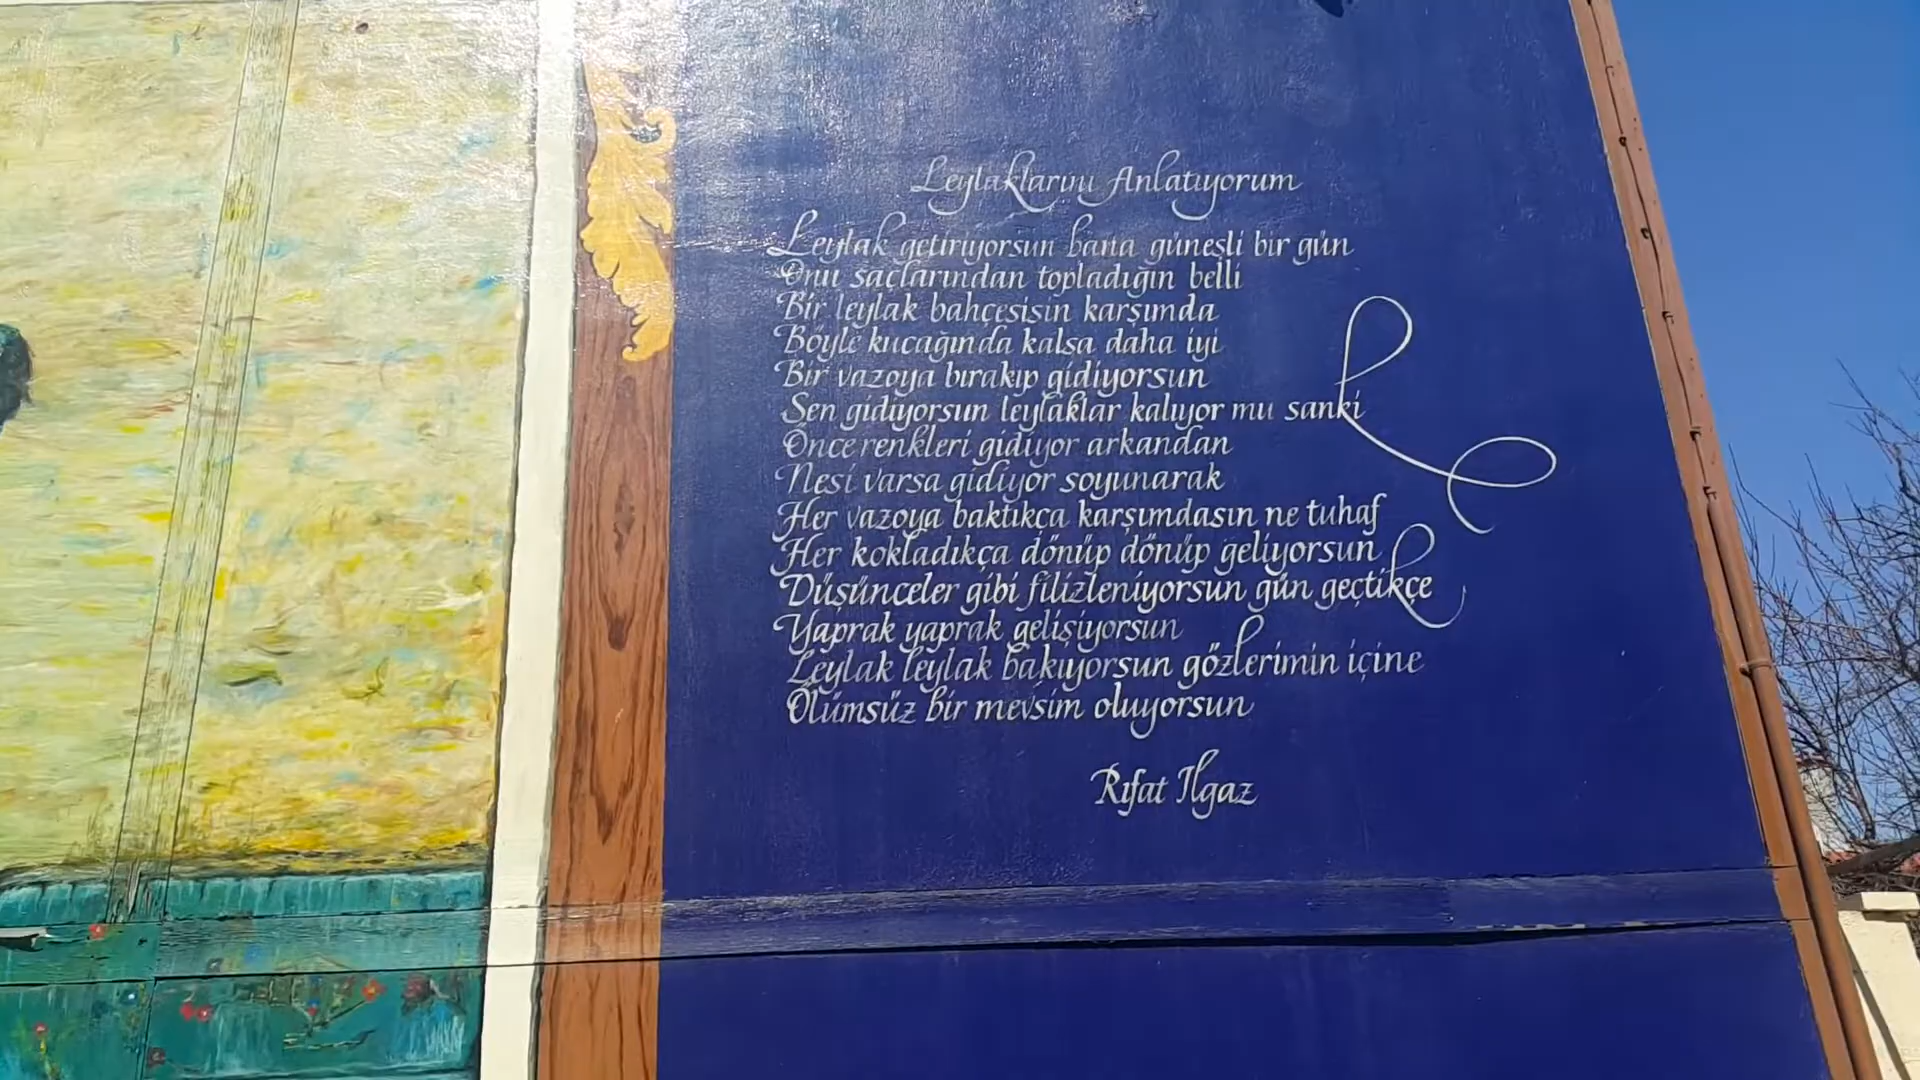 Leylaklarını Anlatıyorum
Leylak getiriyorsun bana güneşli bir gün
Onu saçlarından topladığın belli
Bir leylak bahçesisin karşımda
Böyle kucağında kalsa daha iyi
Bir vazoya bırakıp gidiyorsun
Sen gidiyorsun leylaklar kalıyor mu sanki
Önce renkleri gidiyor arkandan
Nesi varsa gidiyor soyunarak
Her vazoya baktıkça karşımdasın ne tuhaf
Her kokladıkça dönüp dönüp geliyorsun
Düşünceler gibi filizleniyorsun gün geçtikçe
Yaprak yaprak gelişiyorsun
Leylak leylak bakıyorsun gözlerimin içine
Ölümsüz bir mevsim oluyorsun
Rıfat Ilgaz